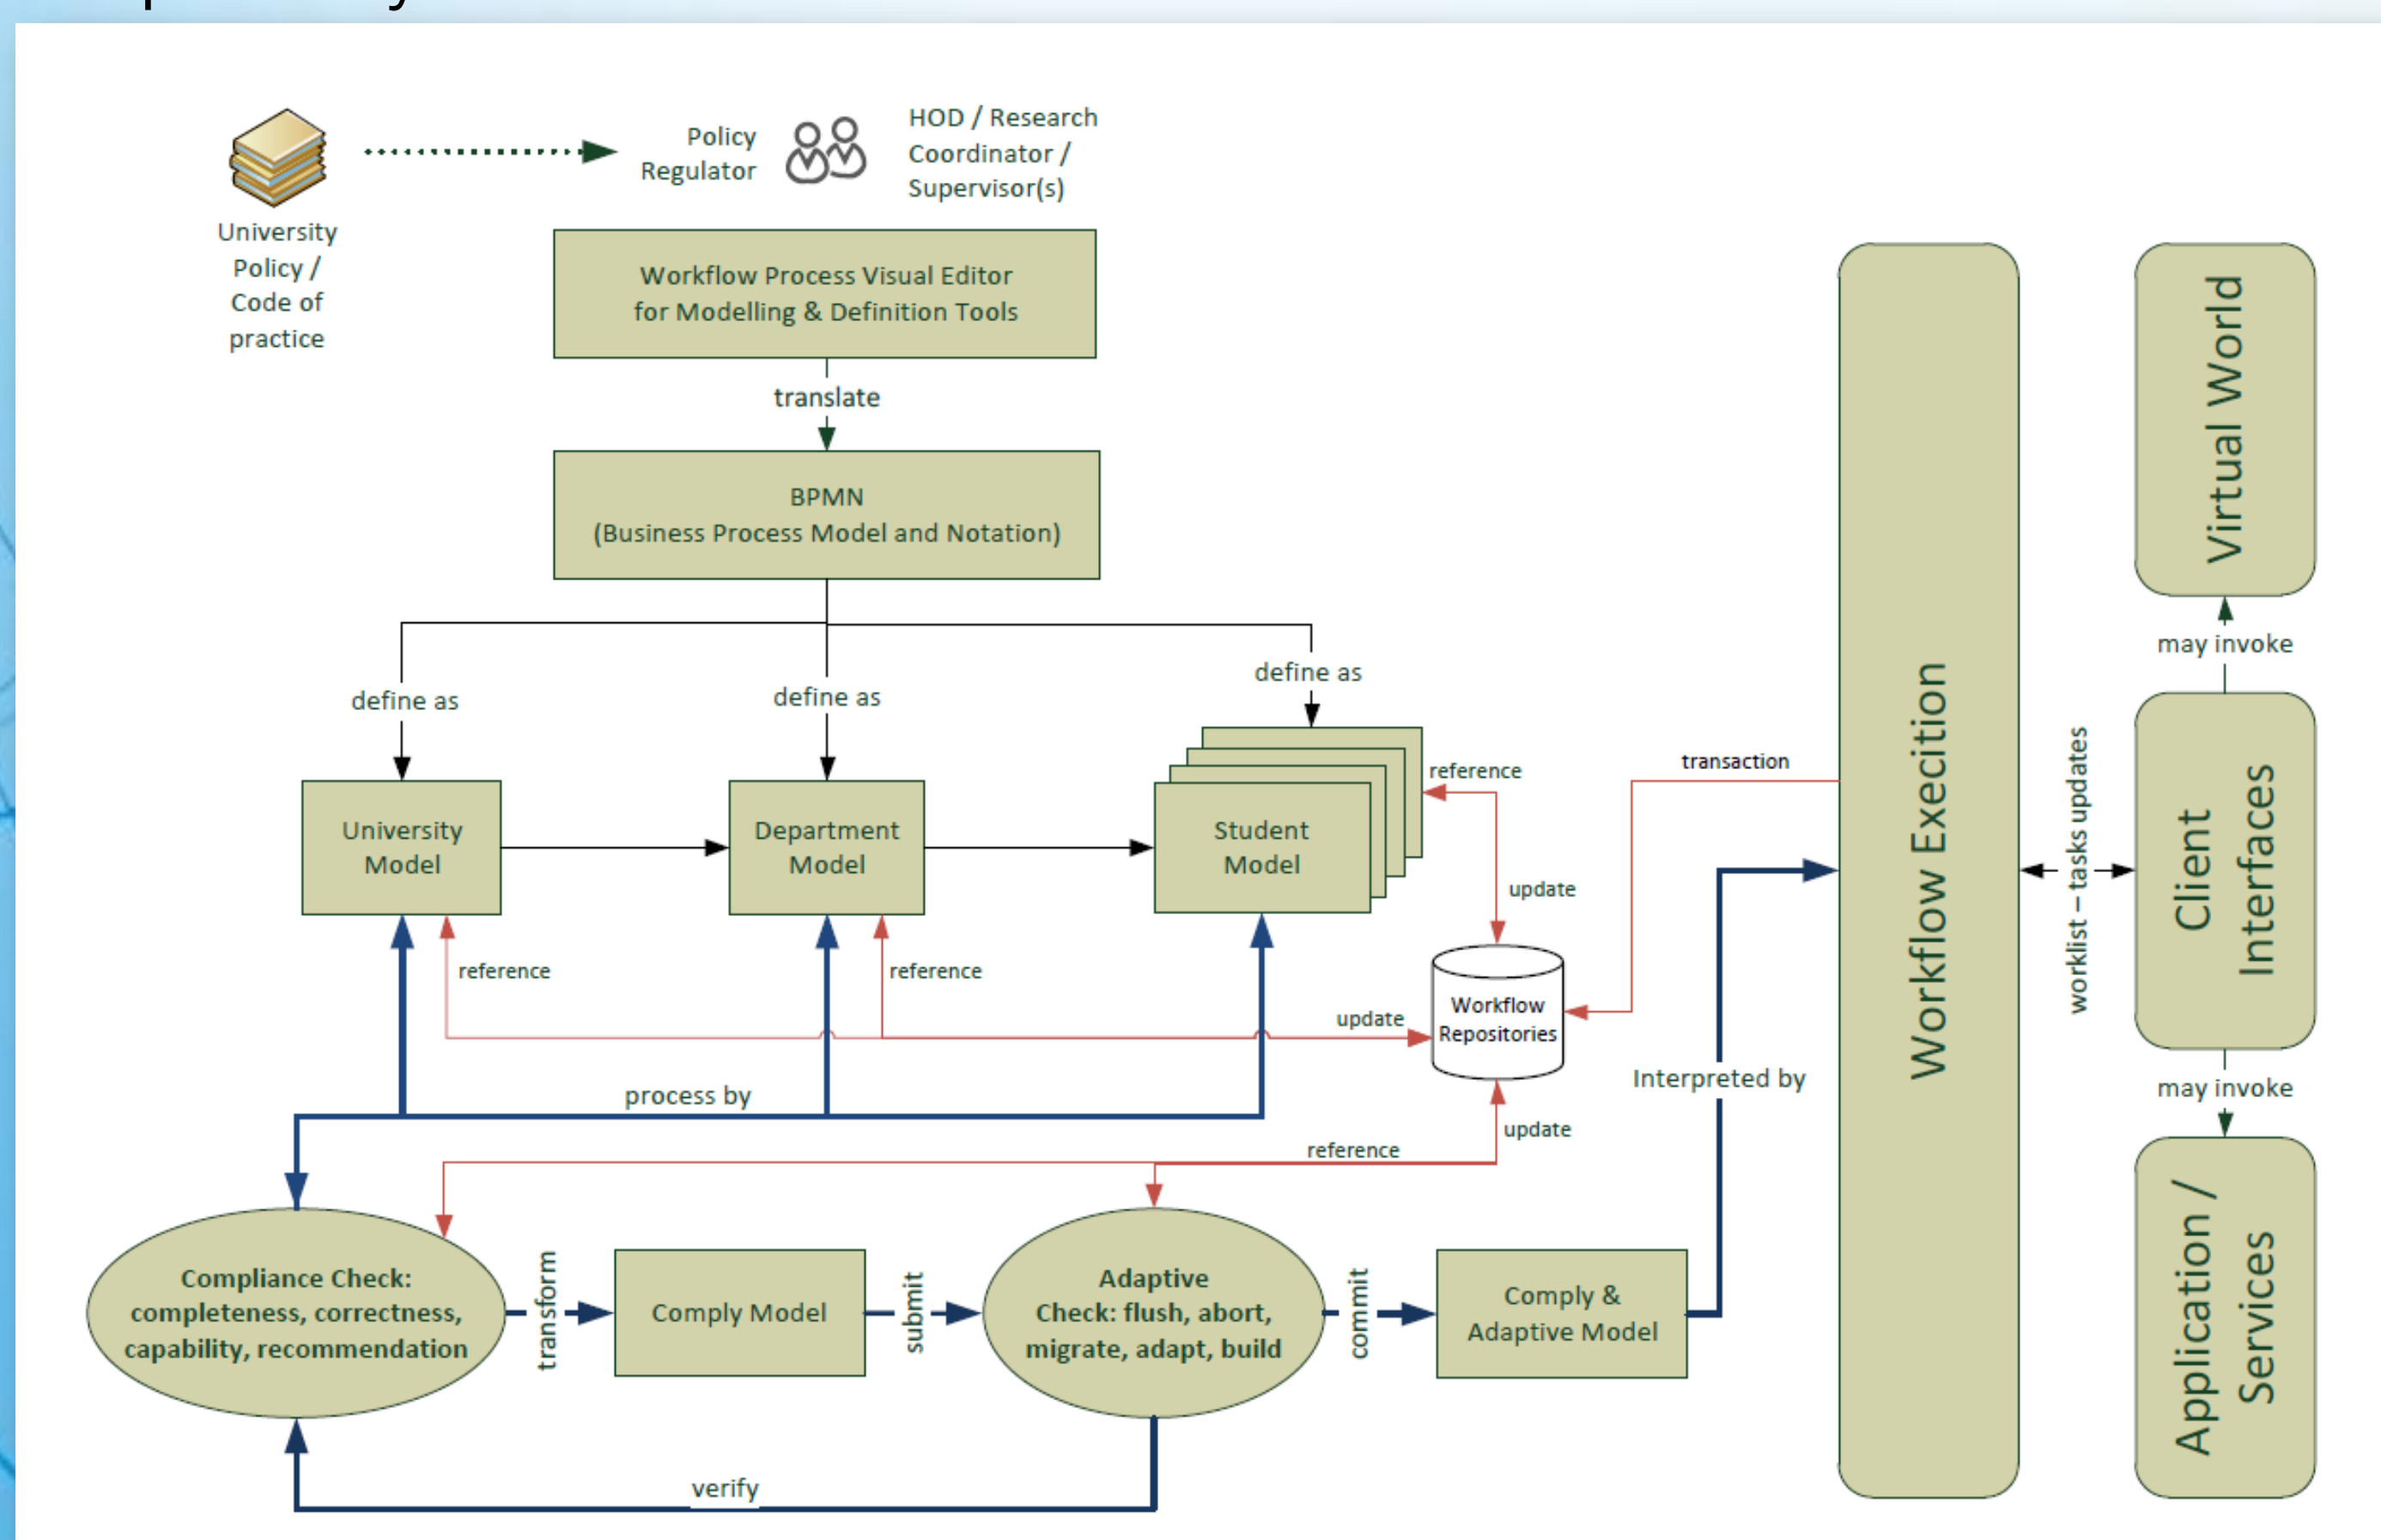 Policy
Regulator
HOD / Research
Coordinator /
Supervisor(s)
University
Policy /
Code of
practice
Workflow Process Visual Editor
for Modelling & Definition Tools
translate
BPMN
(Business Process Model and Notation)
define as
define as
define as
University
Model
Department
Model
Student
Model
reference
update
reference
reference
update
Workflow
Repositories
transaction
process by
Interpreted by
update
reference
Compliance Check:
completeness, correctness,
capability, recommendation
transform
Comply Model
submit
Adaptive
Check: flush, abort,
migrate, adapt, build
commit
Comply &
Adaptive Model
verify
Workflow Execition
worklist – tasks updates
Virtual World
may invoke
Client
Interfaces
may invoke
Application /
Services